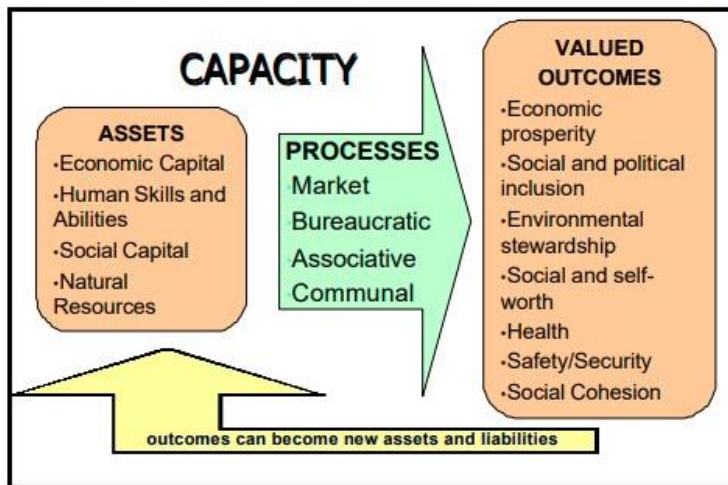 CAPACITY
ASSETS
•Economic Capital
•Human Skills and
Abilities
•Social Capital
•Natural
Resources
PROCESSES
•Market
•Bureaucratic
•Associative
•Communal
VALUED
OUTCOMES
•Economic
prosperity
•Social and political
inclusion
•Environmental
stewardship
•Social and self-
worth
•Health
•Safety/Security
•Social Cohesion
outcomes can become new assets and liabilities